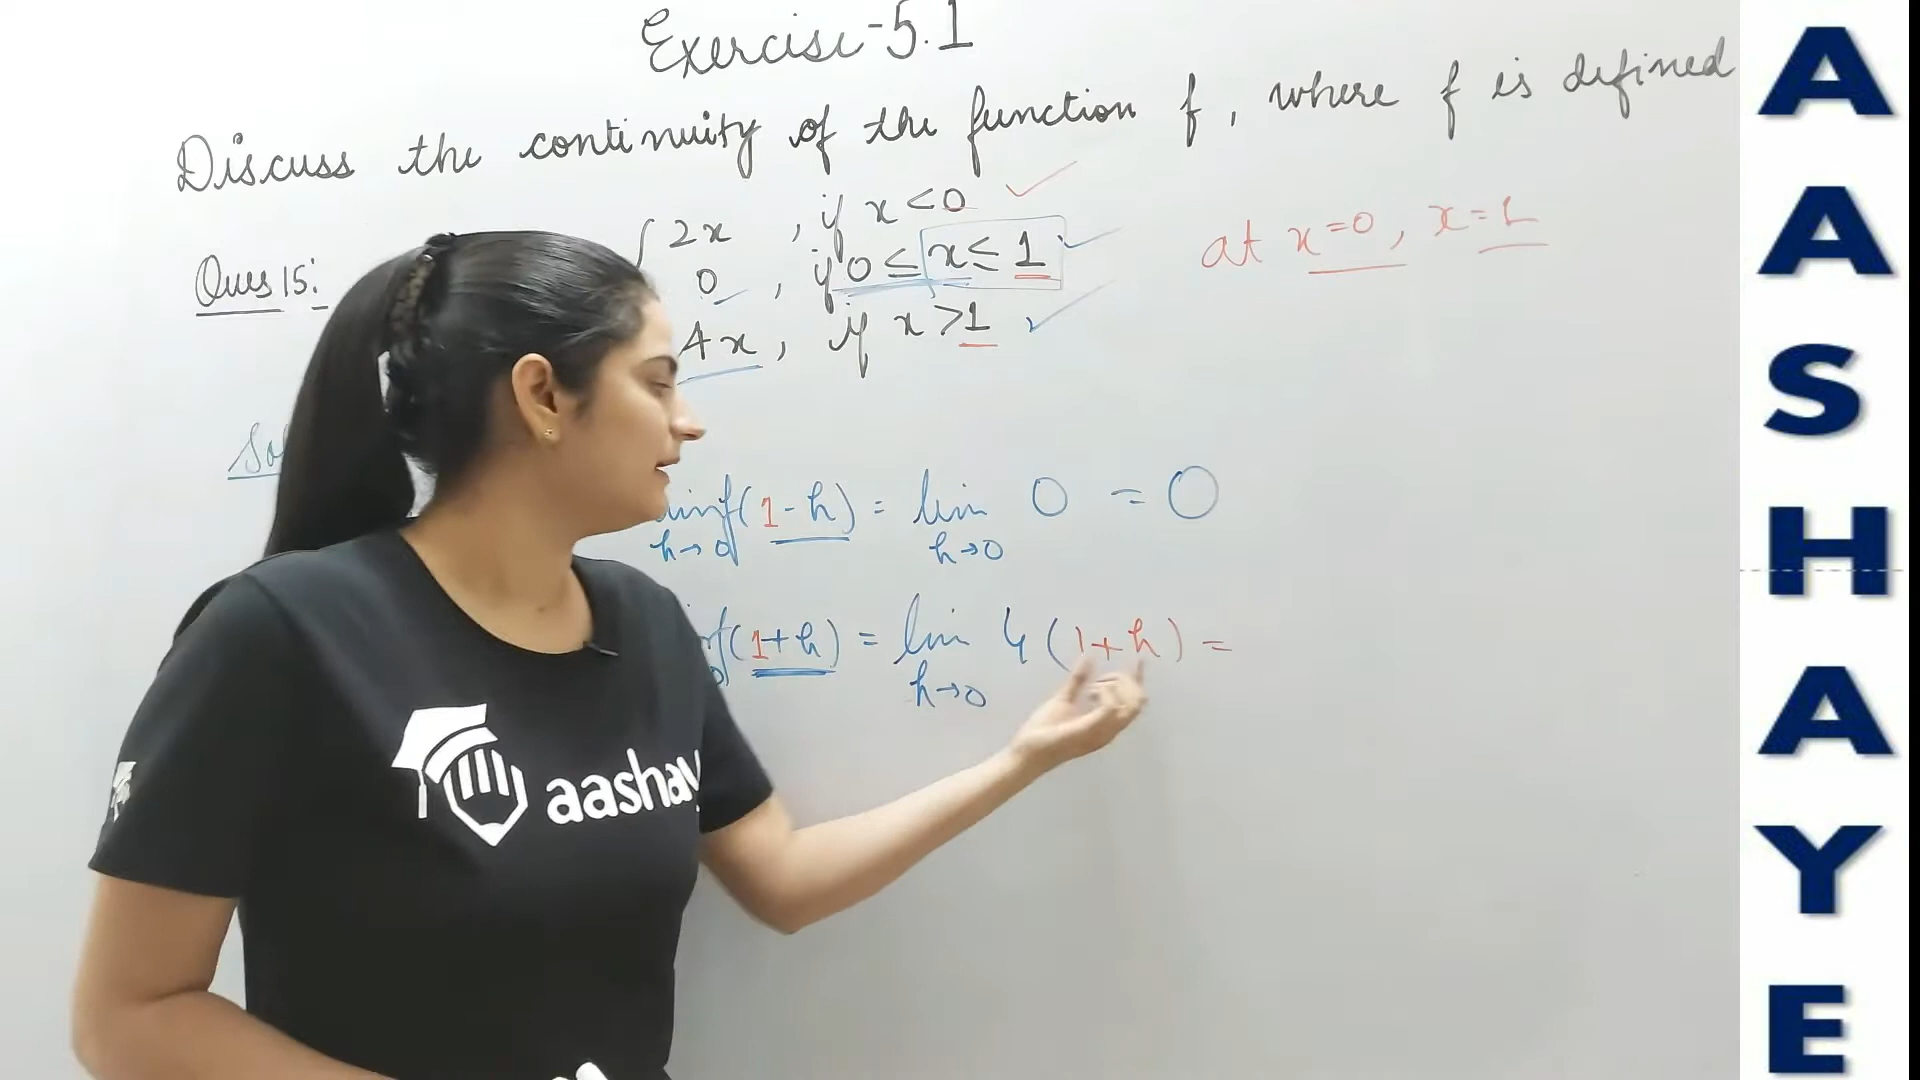 Exercise-5.1
Discuss the continuity of the function f, where f is defined
Ques 15:
2x , if x < 0
0 , if 0 ≤ x ≤ 1
4x , if x > 1
at x=0, x=1
f(1-h) = lim 0 = 0
h→0 h→0
f(1+h) = lim 4(1+h) =
h→0
aashay
AASHAYE